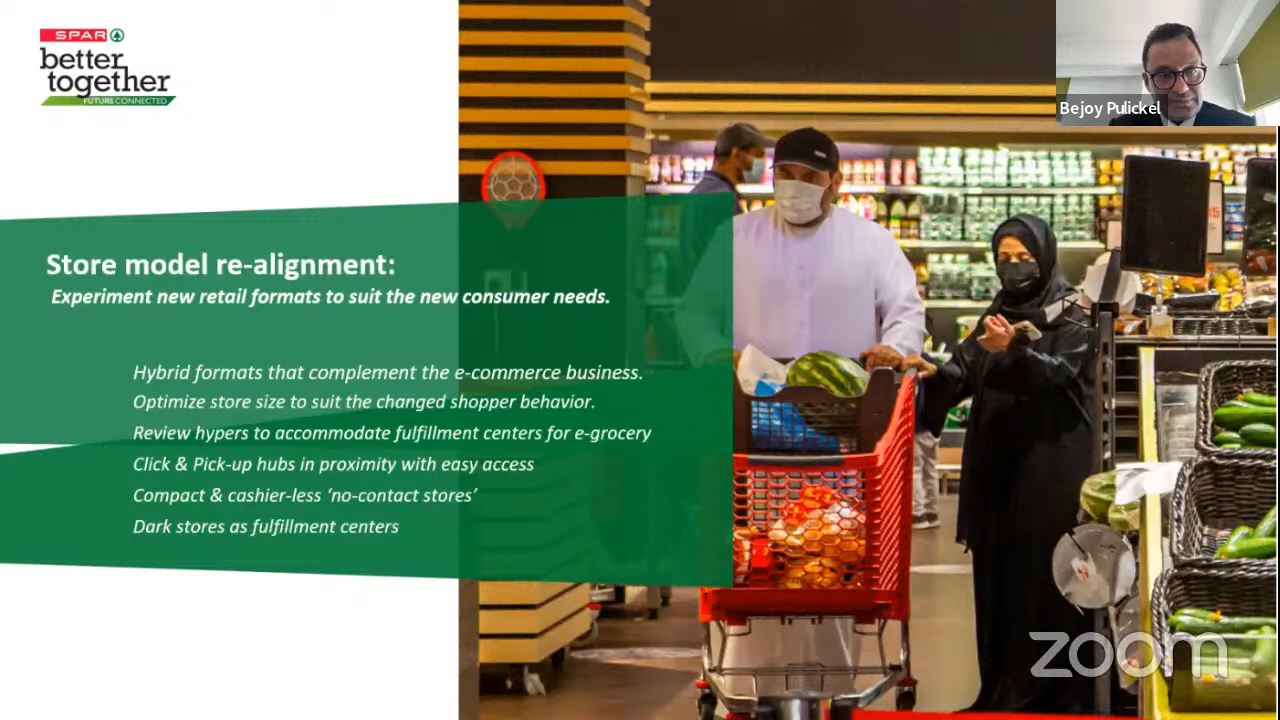 SPAR
better
together
FUTURE CONNECTED
Bejoy Pulickel
Store model re-alignment:
Experiment new retail formats to suit the new consumer needs.
Hybrid formats that complement the e-commerce business.
Optimize store size to suit the changed shopper behavior.
Review hypers to accommodate fulfillment centers for e-grocery
Click & Pick-up hubs in proximity with easy access
Compact & cashier-less ‘no-contact stores’
Dark stores as fulfillment centers
zoom